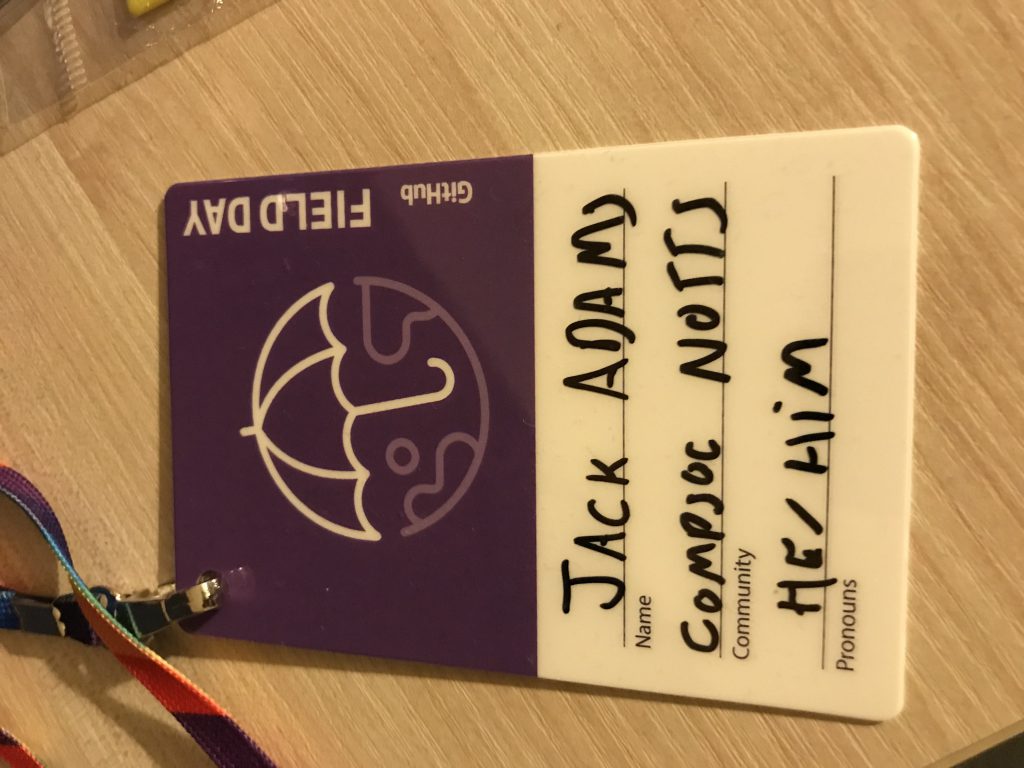 GitHub FIELD DAY
JACK ADAMS
Name
COMPSOC NOTTS
Community
HE/HiM
Pronouns